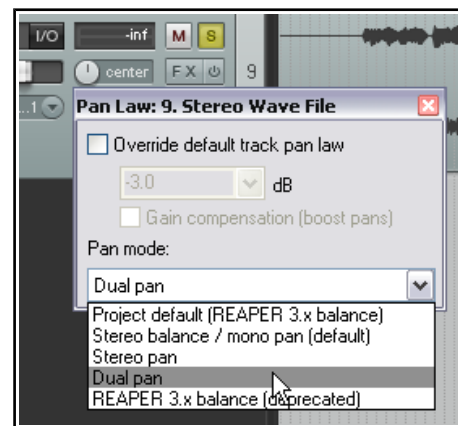 I/O -inf M S
center FX 9
...1
Pan Law: 9. Stereo Wave File
Override default track pan law
-3.0 dB
Gain compensation (boost pans)
Pan mode:
Dual pan
Project default (REAPER 3.x balance)
Stereo balance / mono pan (default)
Stereo pan
Dual pan
REAPER 3.x balance (deprecated)